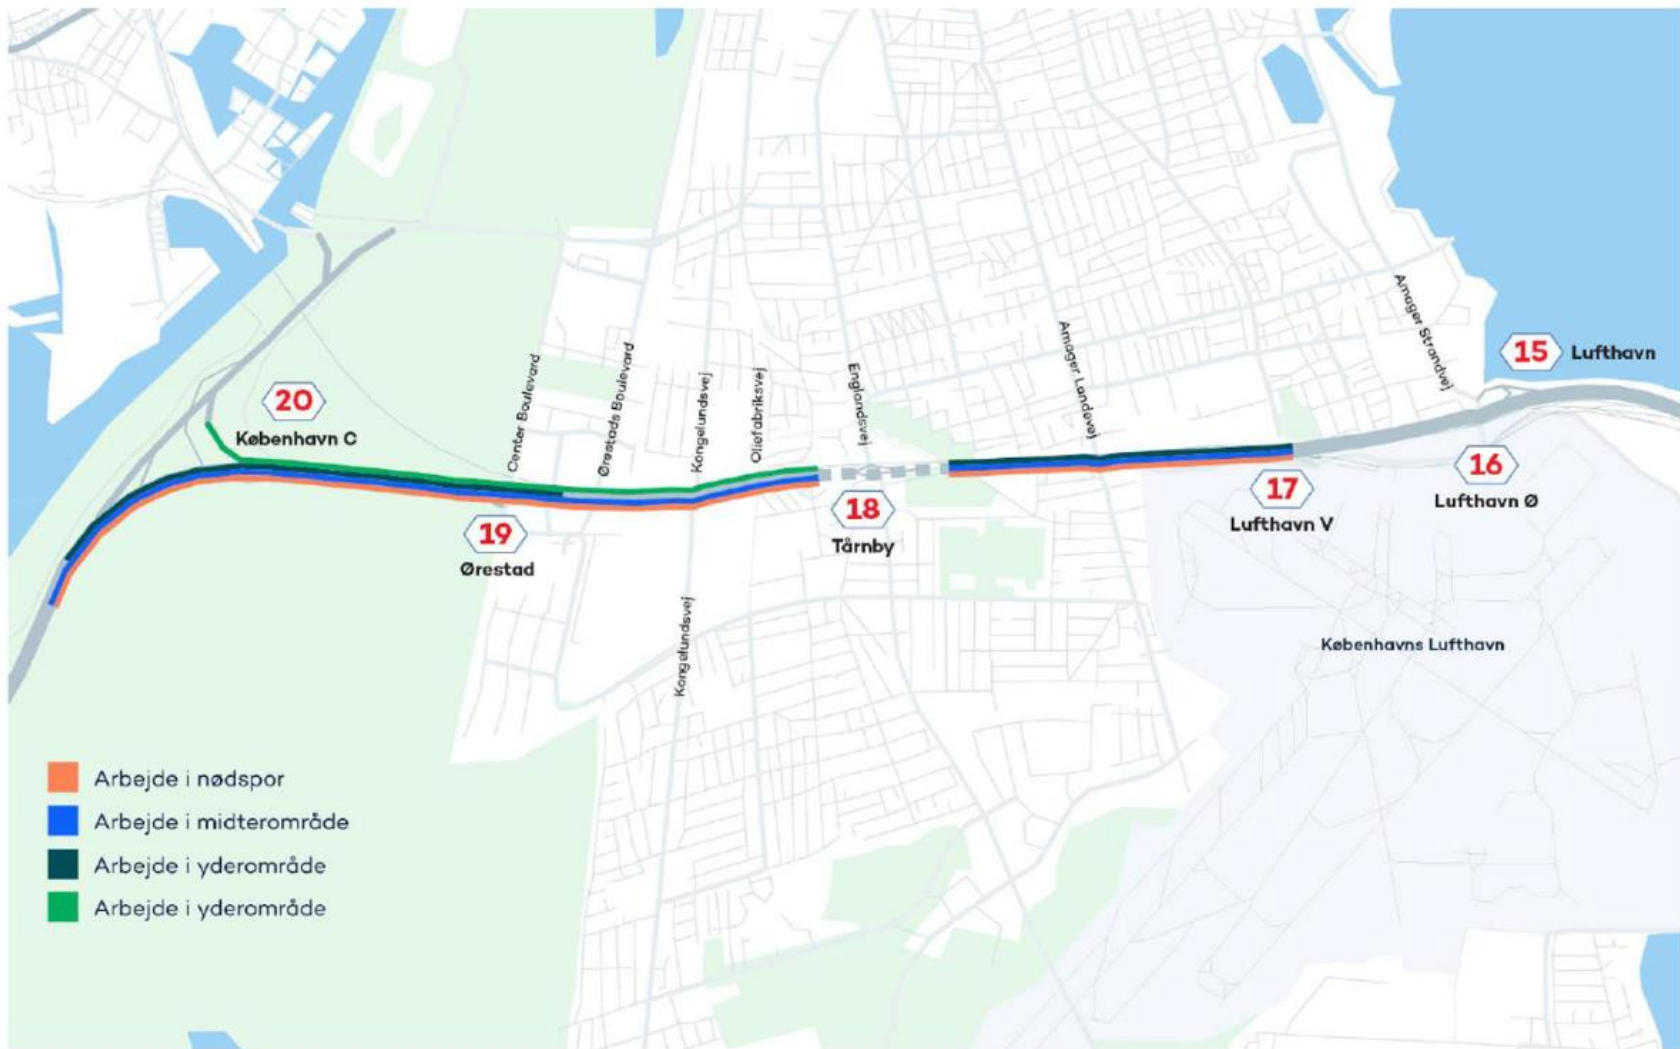 15
Lufthavn
Amager Strandvej
Amager Landevej
Englandsvej
Oliefabriksvej
Kongelundsvej
Ørestads Boulevard
Center Boulevard
20
København C
16
Lufthavn Ø
17
Lufthavn V
18
Tårnby
19
Ørestad
Kongelundsvej
Københavns Lufthavn
Arbejde i nødspor
Arbejde i midterområde
Arbejde i yderområde
Arbejde i yderområde